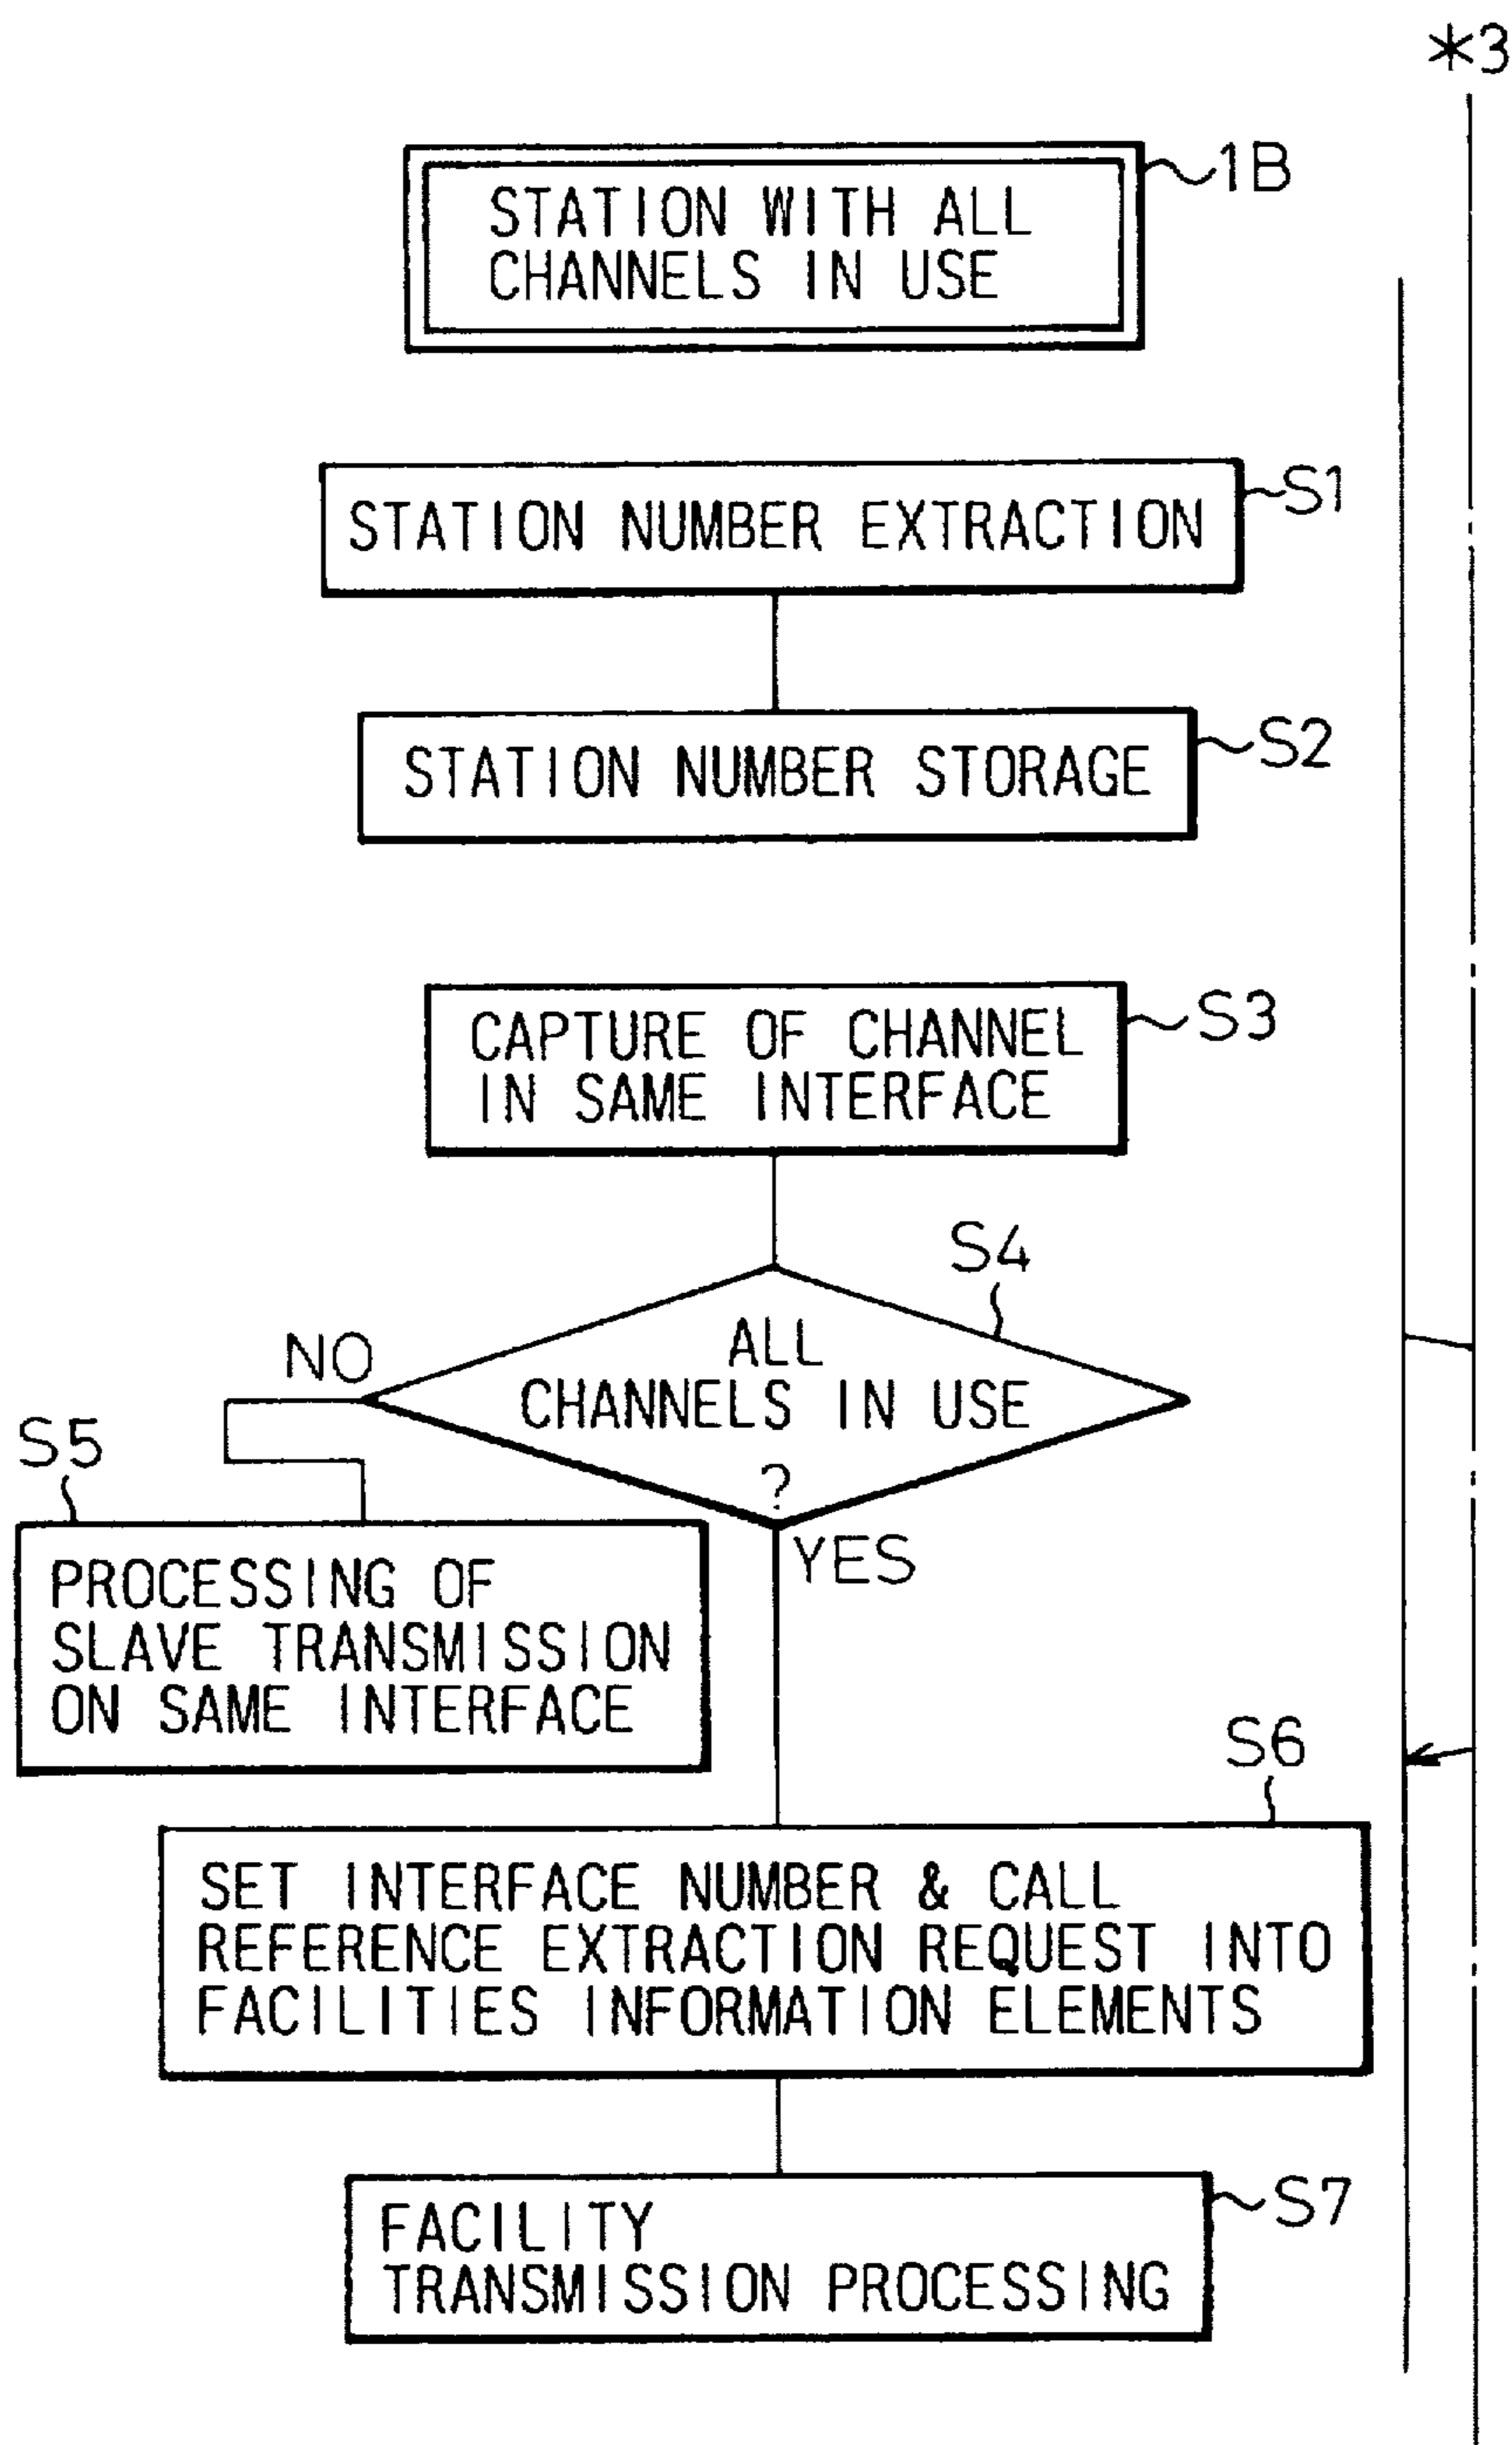 *3
1B
STATION WITH ALL
CHANNELS IN USE
S1
STATION NUMBER EXTRACTION
S2
STATION NUMBER STORAGE
S3
CAPTURE OF CHANNEL
IN SAME INTERFACE
S4
NO
ALL
CHANNELS IN USE
?
S5
YES
PROCESSING OF
SLAVE TRANSMISSION
ON SAME INTERFACE
S6
SET INTERFACE NUMBER & CALL
REFERENCE EXTRACTION REQUEST INTO
FACILITIES INFORMATION ELEMENTS
S7
FACILITY
TRANSMISSION PROCESSING